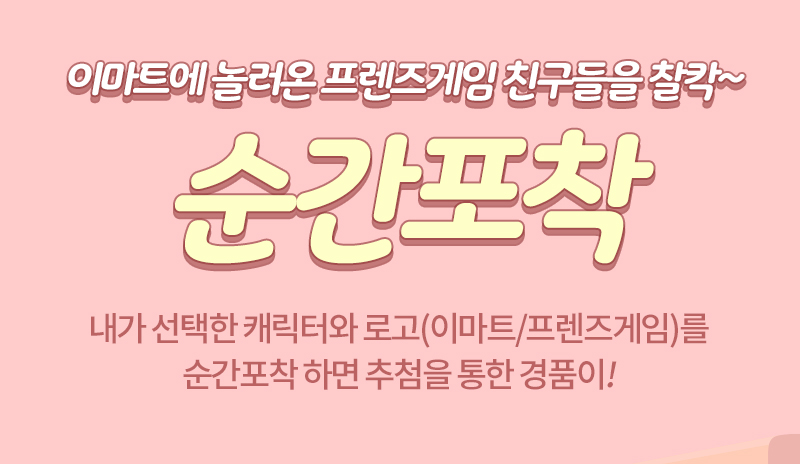 이마트에 놀러온 프렌즈게임 친구들을 찰칵~
순간포착
내가 선택한 캐릭터와 로고(이마트/프렌즈게임)를
순간포착 하면 추첨을 통한 경품이!